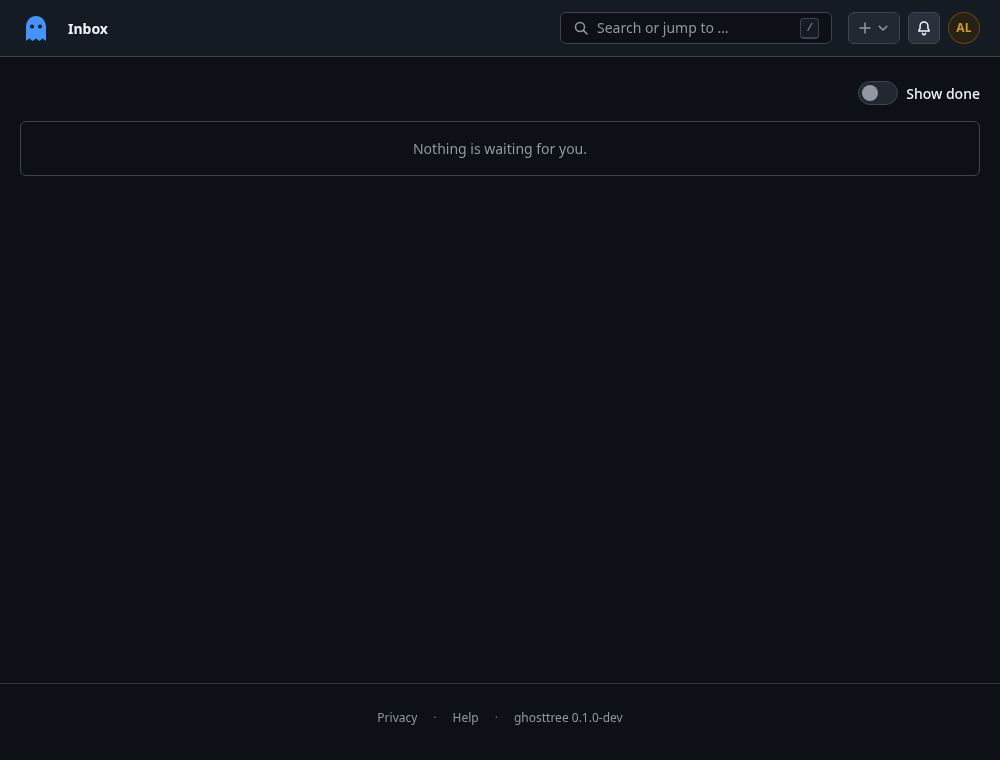 Inbox
Search or jump to ... /
AL
Show done
Nothing is waiting for you.
Privacy · Help · ghosttree 0.1.0-dev